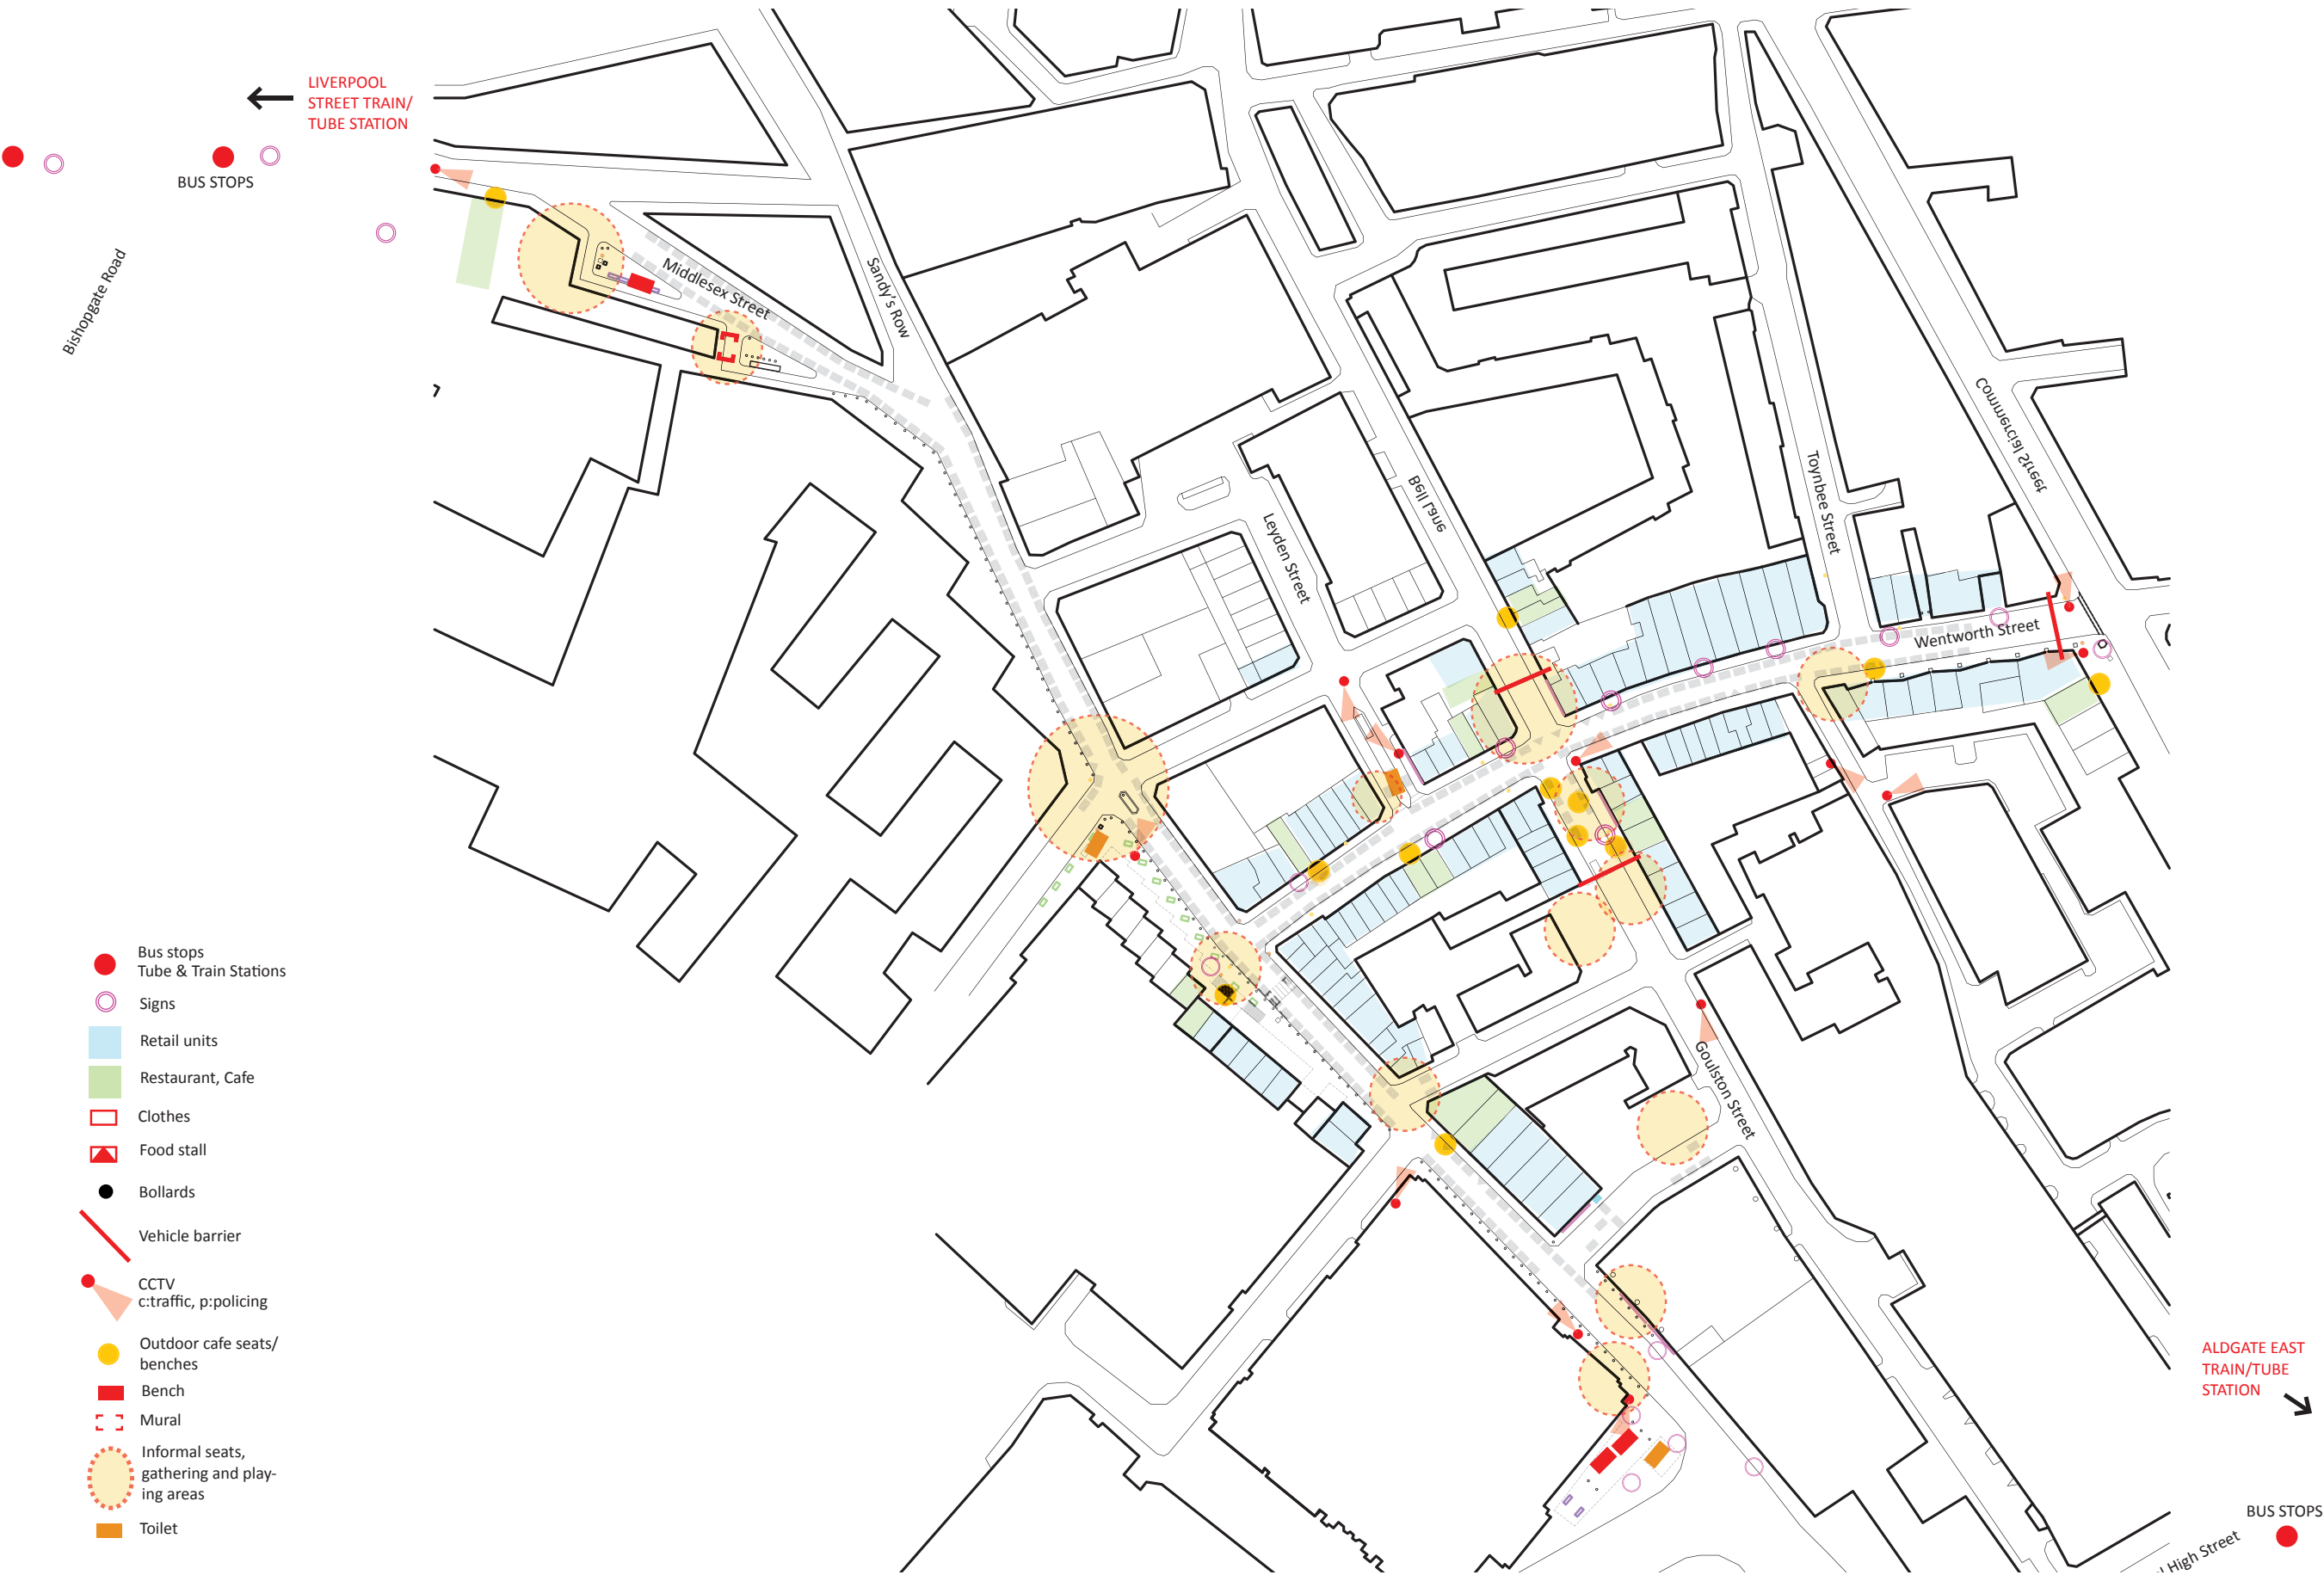 LIVERPOOL
STREET TRAIN/
TUBE STATION
BUS STOPS
Bishopgate Road
Middlesex Street
Sandy's Row
Leyden Street
Bell Lane
Toynbee Street
Commercial Street
Wentworth Street
Goulston Street
Bus stops
Tube & Train Stations
Signs
Retail units
Restaurant, Cafe
Clothes
Food stall
Bollards
Vehicle barrier
CCTV
c:traffic, p:policing
Outdoor cafe seats/
benches
Bench
Mural
Informal seats,
gathering and play-
ing areas
Toilet
ALDGATE EAST
TRAIN/TUBE
STATION
BUS STOPS
High Street